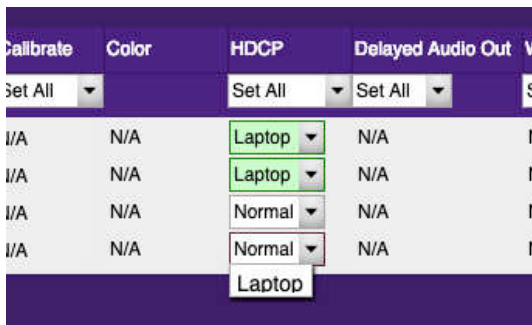 Calibrate Color HDCP Delayed Audio Out
Set All Set All Set All
N/A N/A Laptop N/A
N/A N/A Laptop N/A
N/A N/A Normal N/A
N/A N/A Normal N/A
Laptop